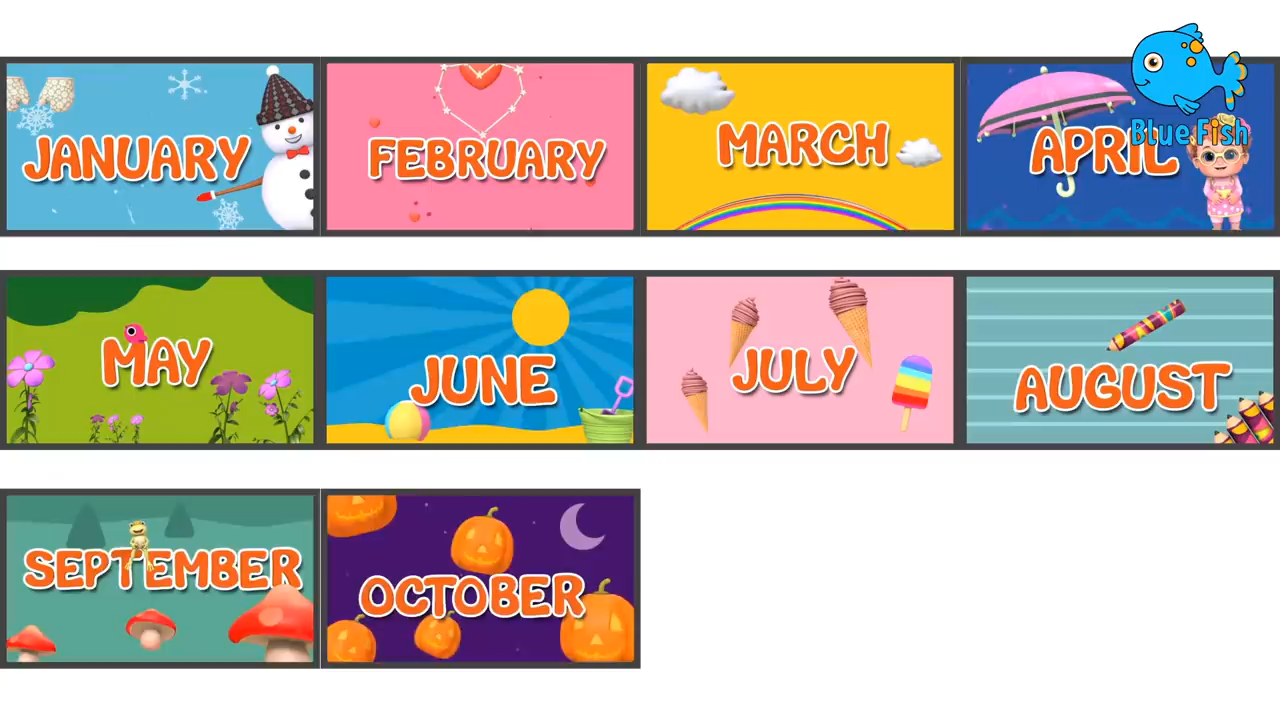 JANUARY
FEBRUARY
MARCH
APRIL
Blue Fish
MAY
JUNE
JULY
AUGUST
SEPTEMBER
OCTOBER